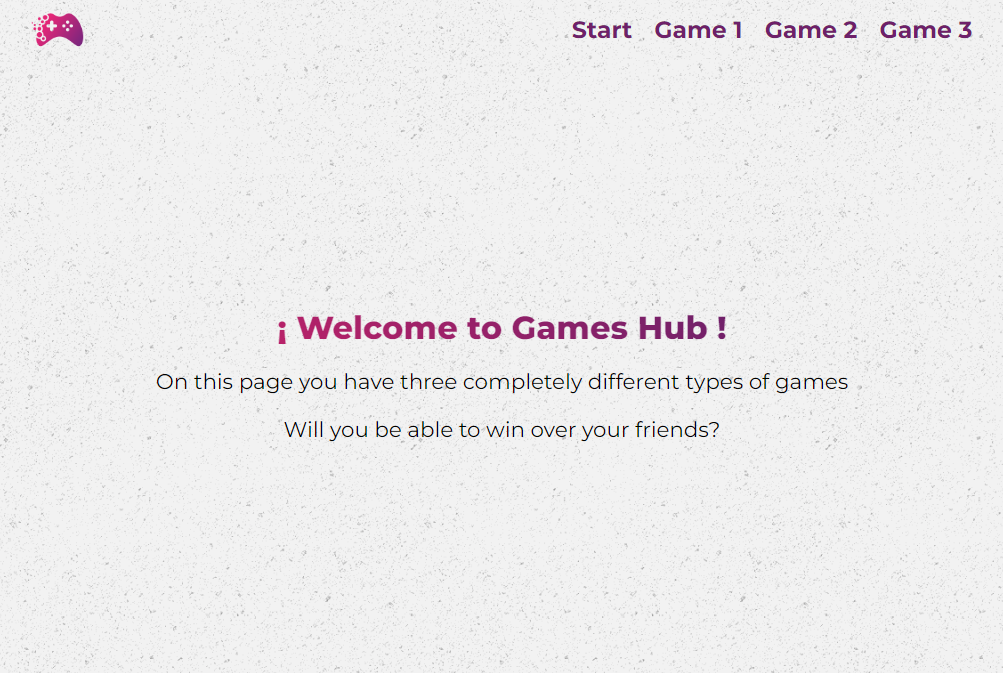 Start Game 1 Game 2 Game 3
¡ Welcome to Games Hub !
On this page you have three completely different types of games
Will you be able to win over your friends?